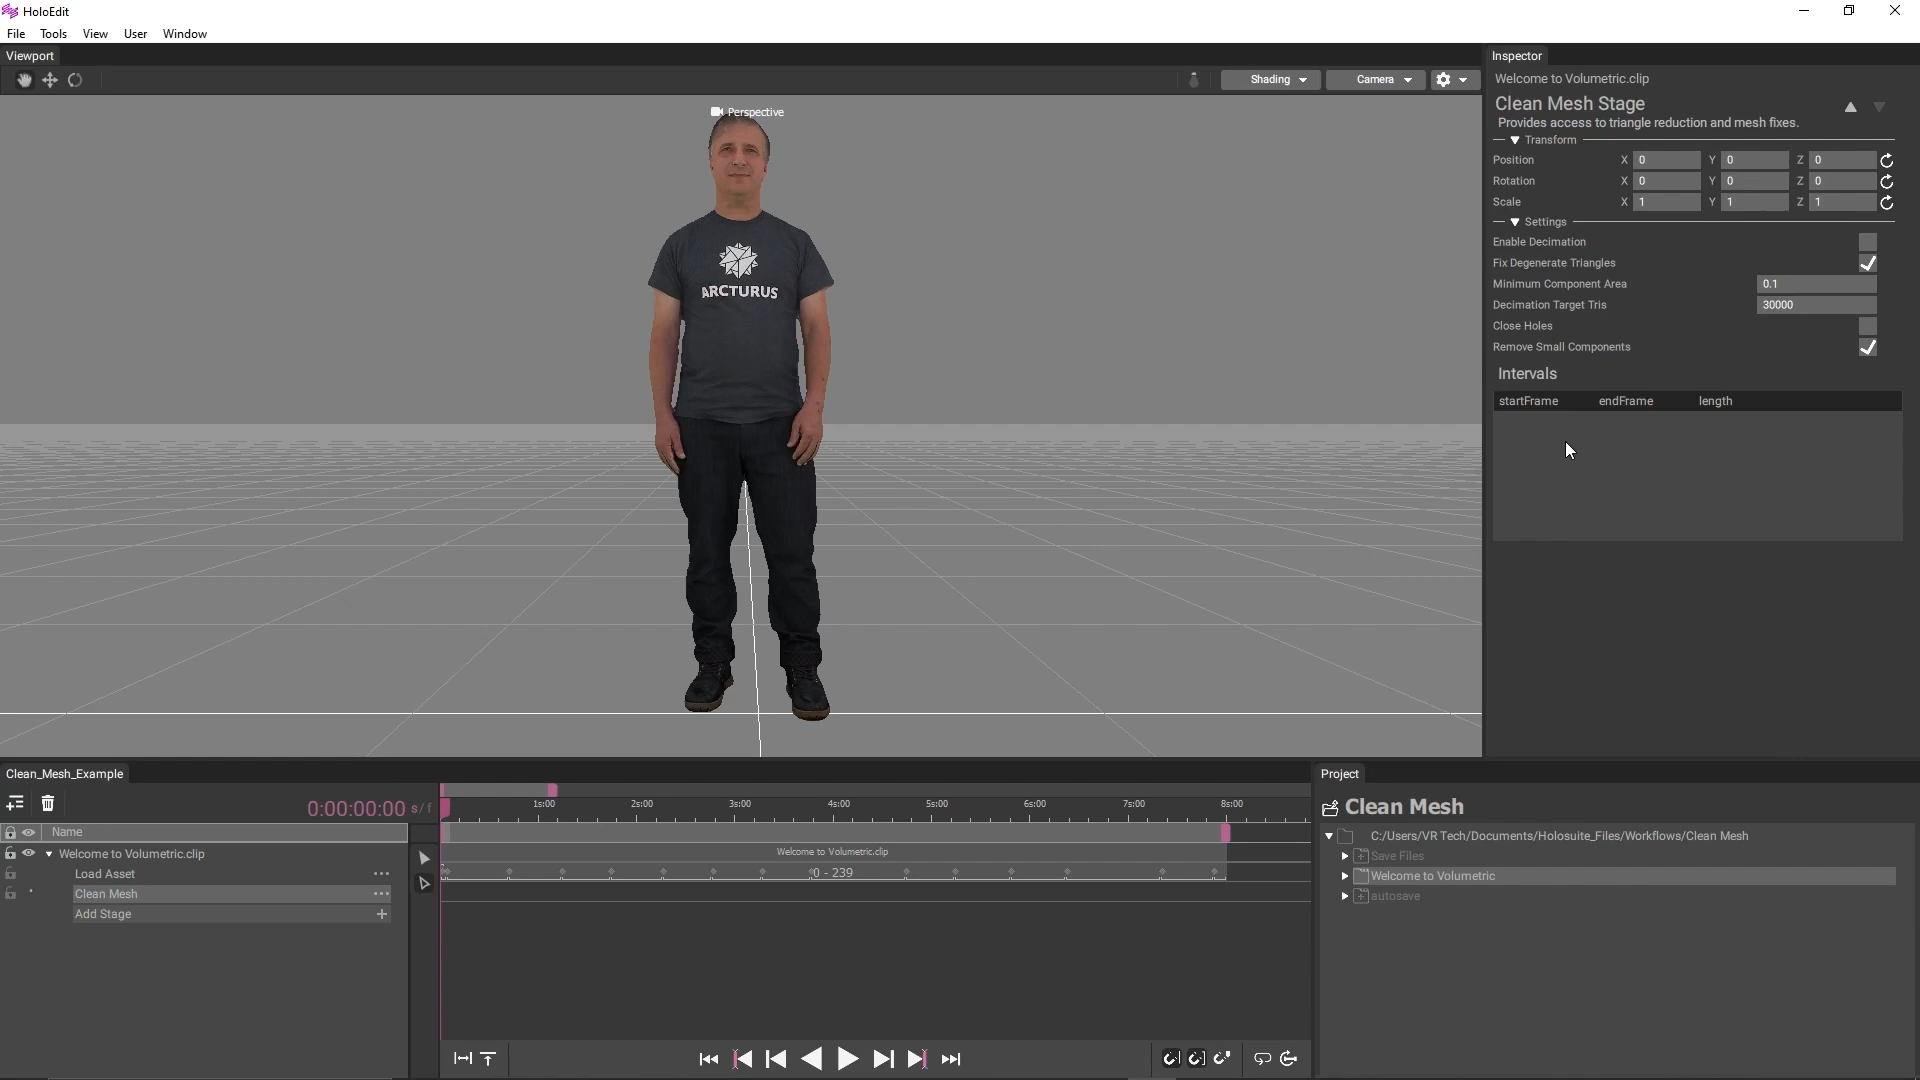 HoloEdit
File Tools View User Window
Viewport
Shading Camera
Perspective
ARCTURUS
Inspector
Welcome to Volumetric.clip
Clean Mesh Stage
Provides access to triangle reduction and mesh fixes.
Transform
Position X 0 Y 0 Z 0
Rotation X 0 Y 0 Z 0
Scale X 1 Y 1 Z 1
Settings
Enable Decimation
Fix Degenerate Triangles
Minimum Component Area 0.1
Decimation Target Tris 30000
Close Holes
Remove Small Components
Intervals
startFrame endFrame length
Clean_Mesh_Example
0:00:00:00 s/f
Name
Welcome to Volumetric.clip
Load Asset
Clean Mesh
Add Stage
1s:00 2s:00 3s:00 4s:00 5s:00 6s:00 7s:00 8s:00
Welcome to Volumetric.clip
0 - 239
Project
Clean Mesh
C:/Users/VR Tech/Documents/Holosuite_Files/Workflows/Clean Mesh
Save Files
Welcome to Volumetric
autosave